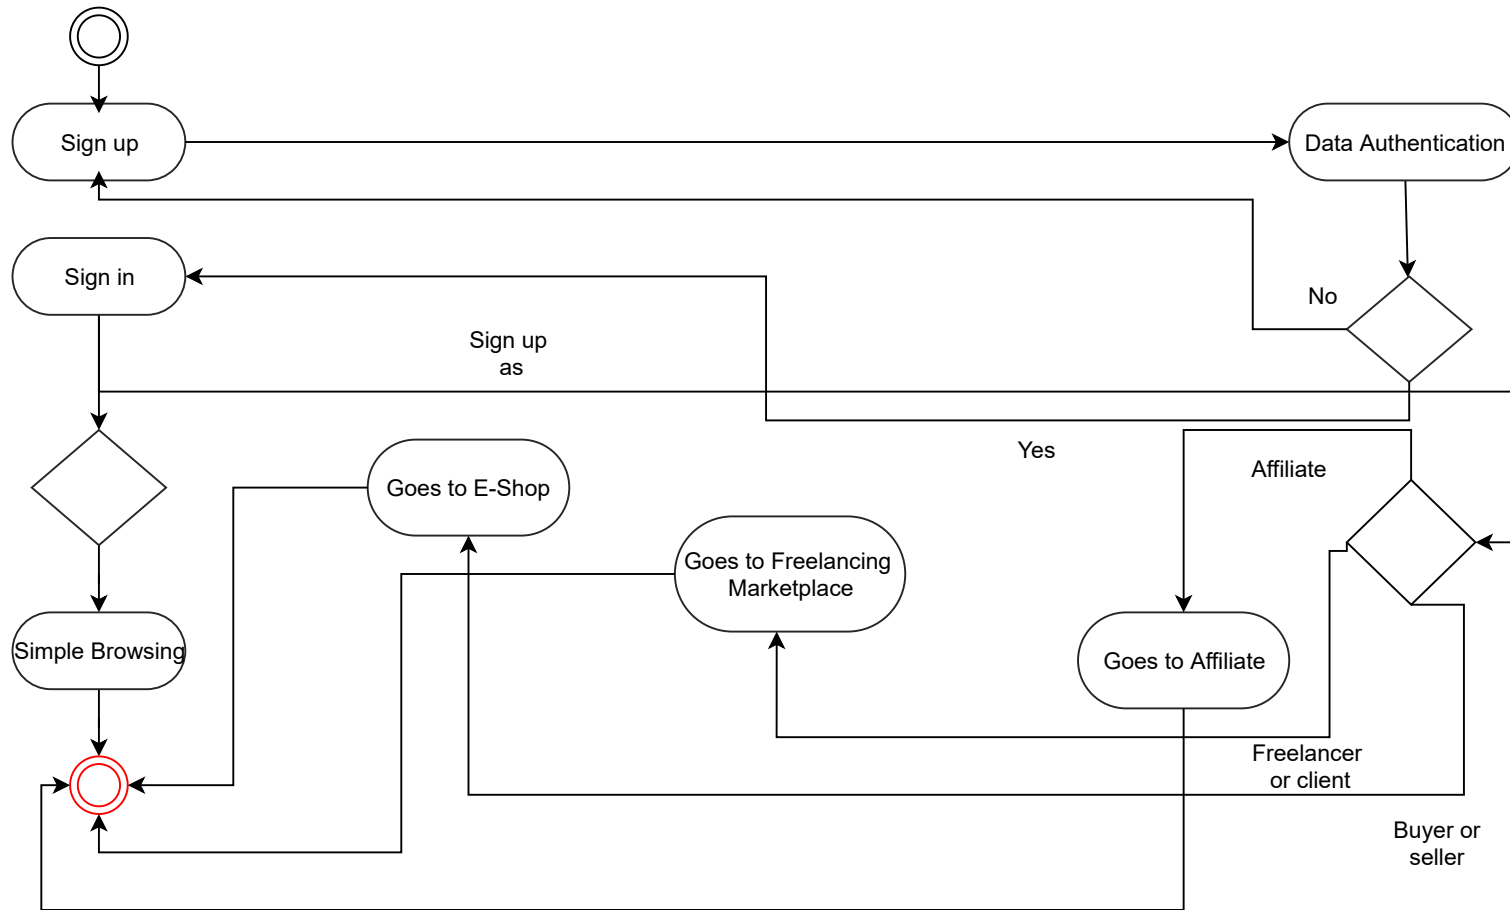 Sign up
Data Authentication
Sign in
No
Sign up
as
Yes
Affiliate
Goes to E-Shop
Goes to Freelancing
Marketplace
Simple Browsing
Goes to Affiliate
Freelancer
or client
Buyer or
seller